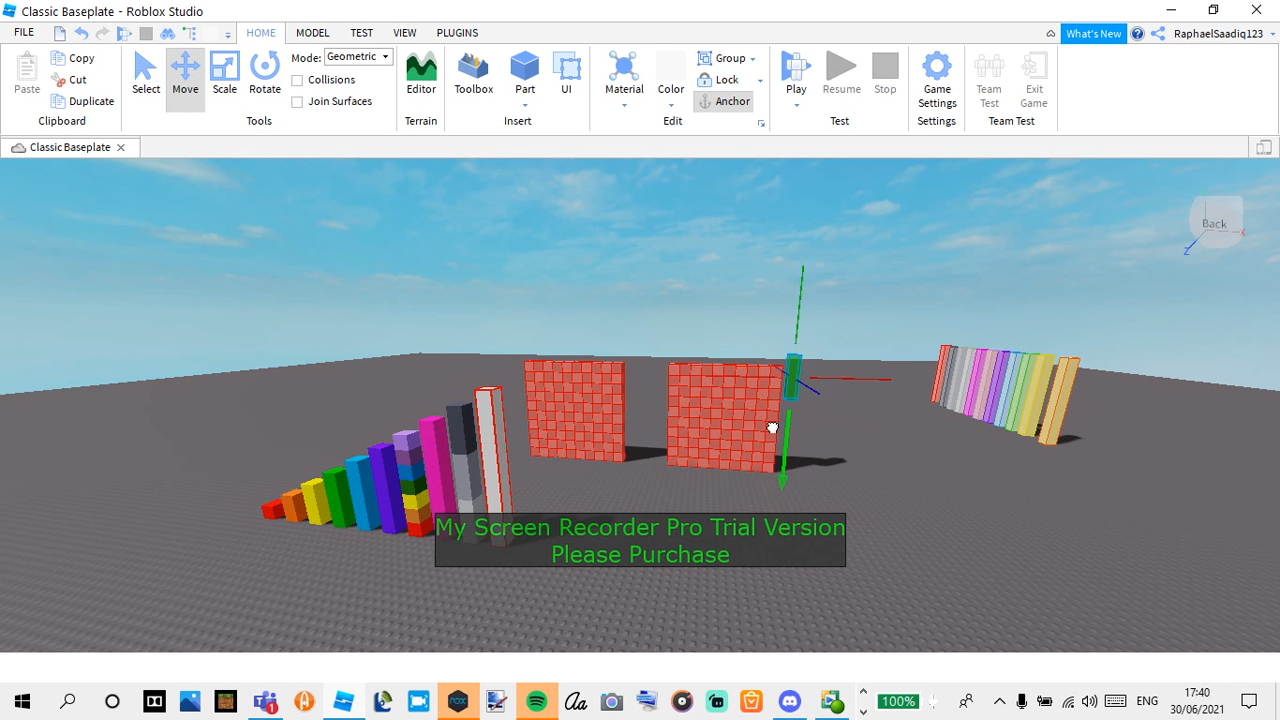 Classic Baseplate - Roblox Studio
FILE HOME MODEL TEST VIEW PLUGINS What's New RaphaelSaadiq123
Paste Copy Cut Duplicate Clipboard
Select Move Scale Rotate Tools
Mode: Geometric
Collisions
Join Surfaces
Editor Terrain
Toolbox Part UI Insert
Material Color Group Lock Anchor Edit
Play Resume Stop Test
Game Settings Settings
Team Test Exit Game Team Test
Classic Baseplate
Back
X
Z
My Screen Recorder Pro Trial Version
Please Purchase
1
Aa
100%
ENG
17:40
30/06/2021